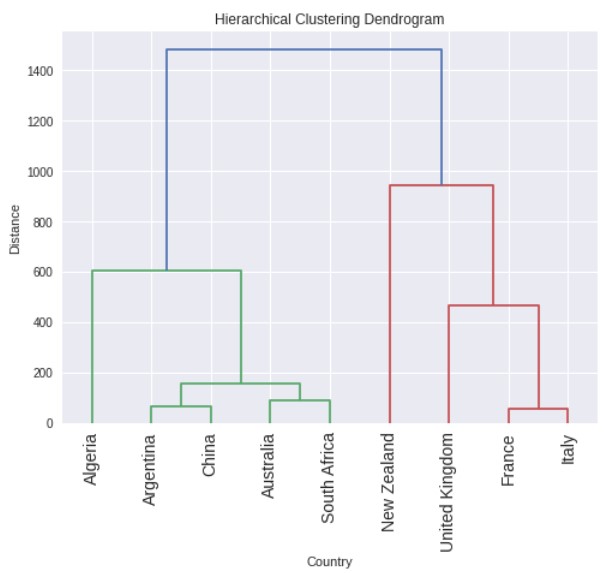 Hierarchical Clustering Dendrogram
1400
1200
1000
800
600
400
200
0
Distance
Algeria
Argentina
China
Australia
South Africa
New Zealand
United Kingdom
France
Italy
Country